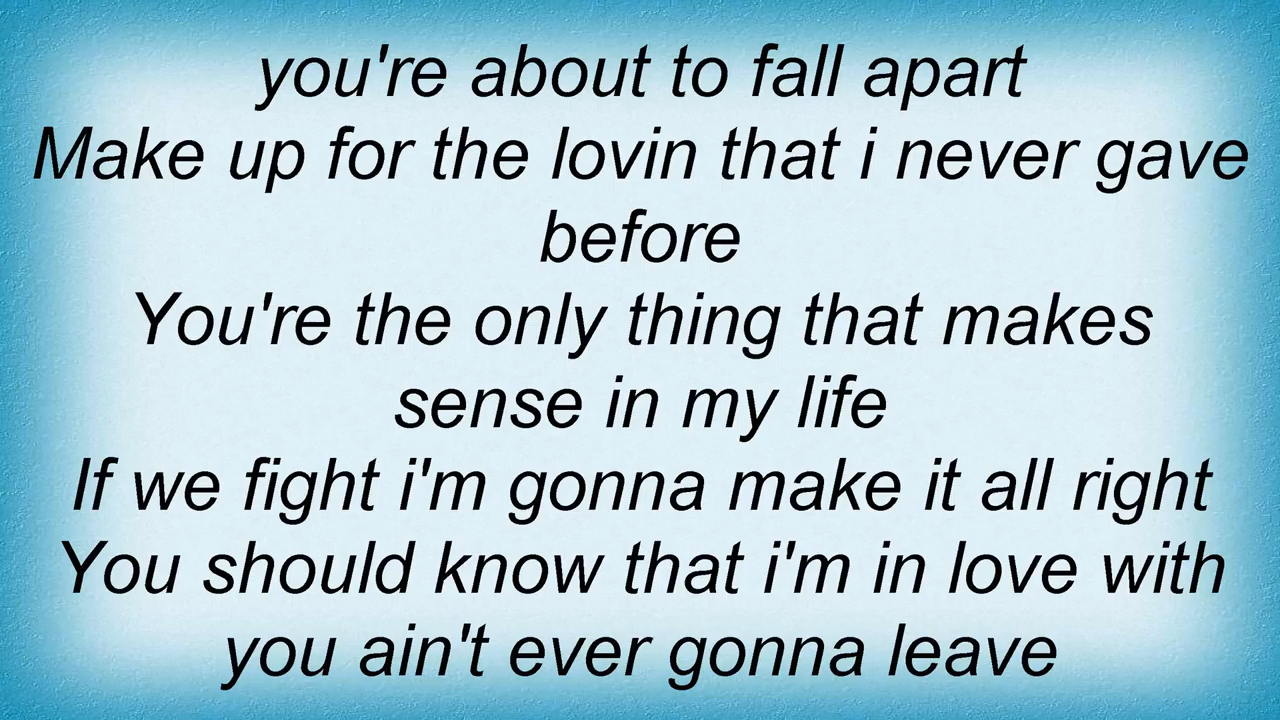 you're about to fall apart
Make up for the lovin that i never gave
before
You're the only thing that makes
sense in my life
If we fight i'm gonna make it all right
You should know that i'm in love with
you ain't ever gonna leave